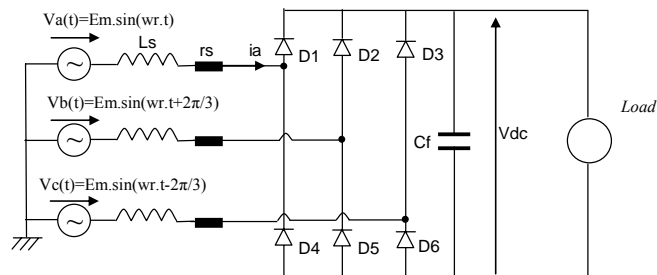 Va(t)=Em.sin(wr.t)
Ls
rs
ia
D1
D2
D3
Vb(t)=Em.sin(wr.t+2π/3)
Cf
Vdc
Load
Vc(t)=Em.sin(wr.t-2π/3)
D4
D5
D6